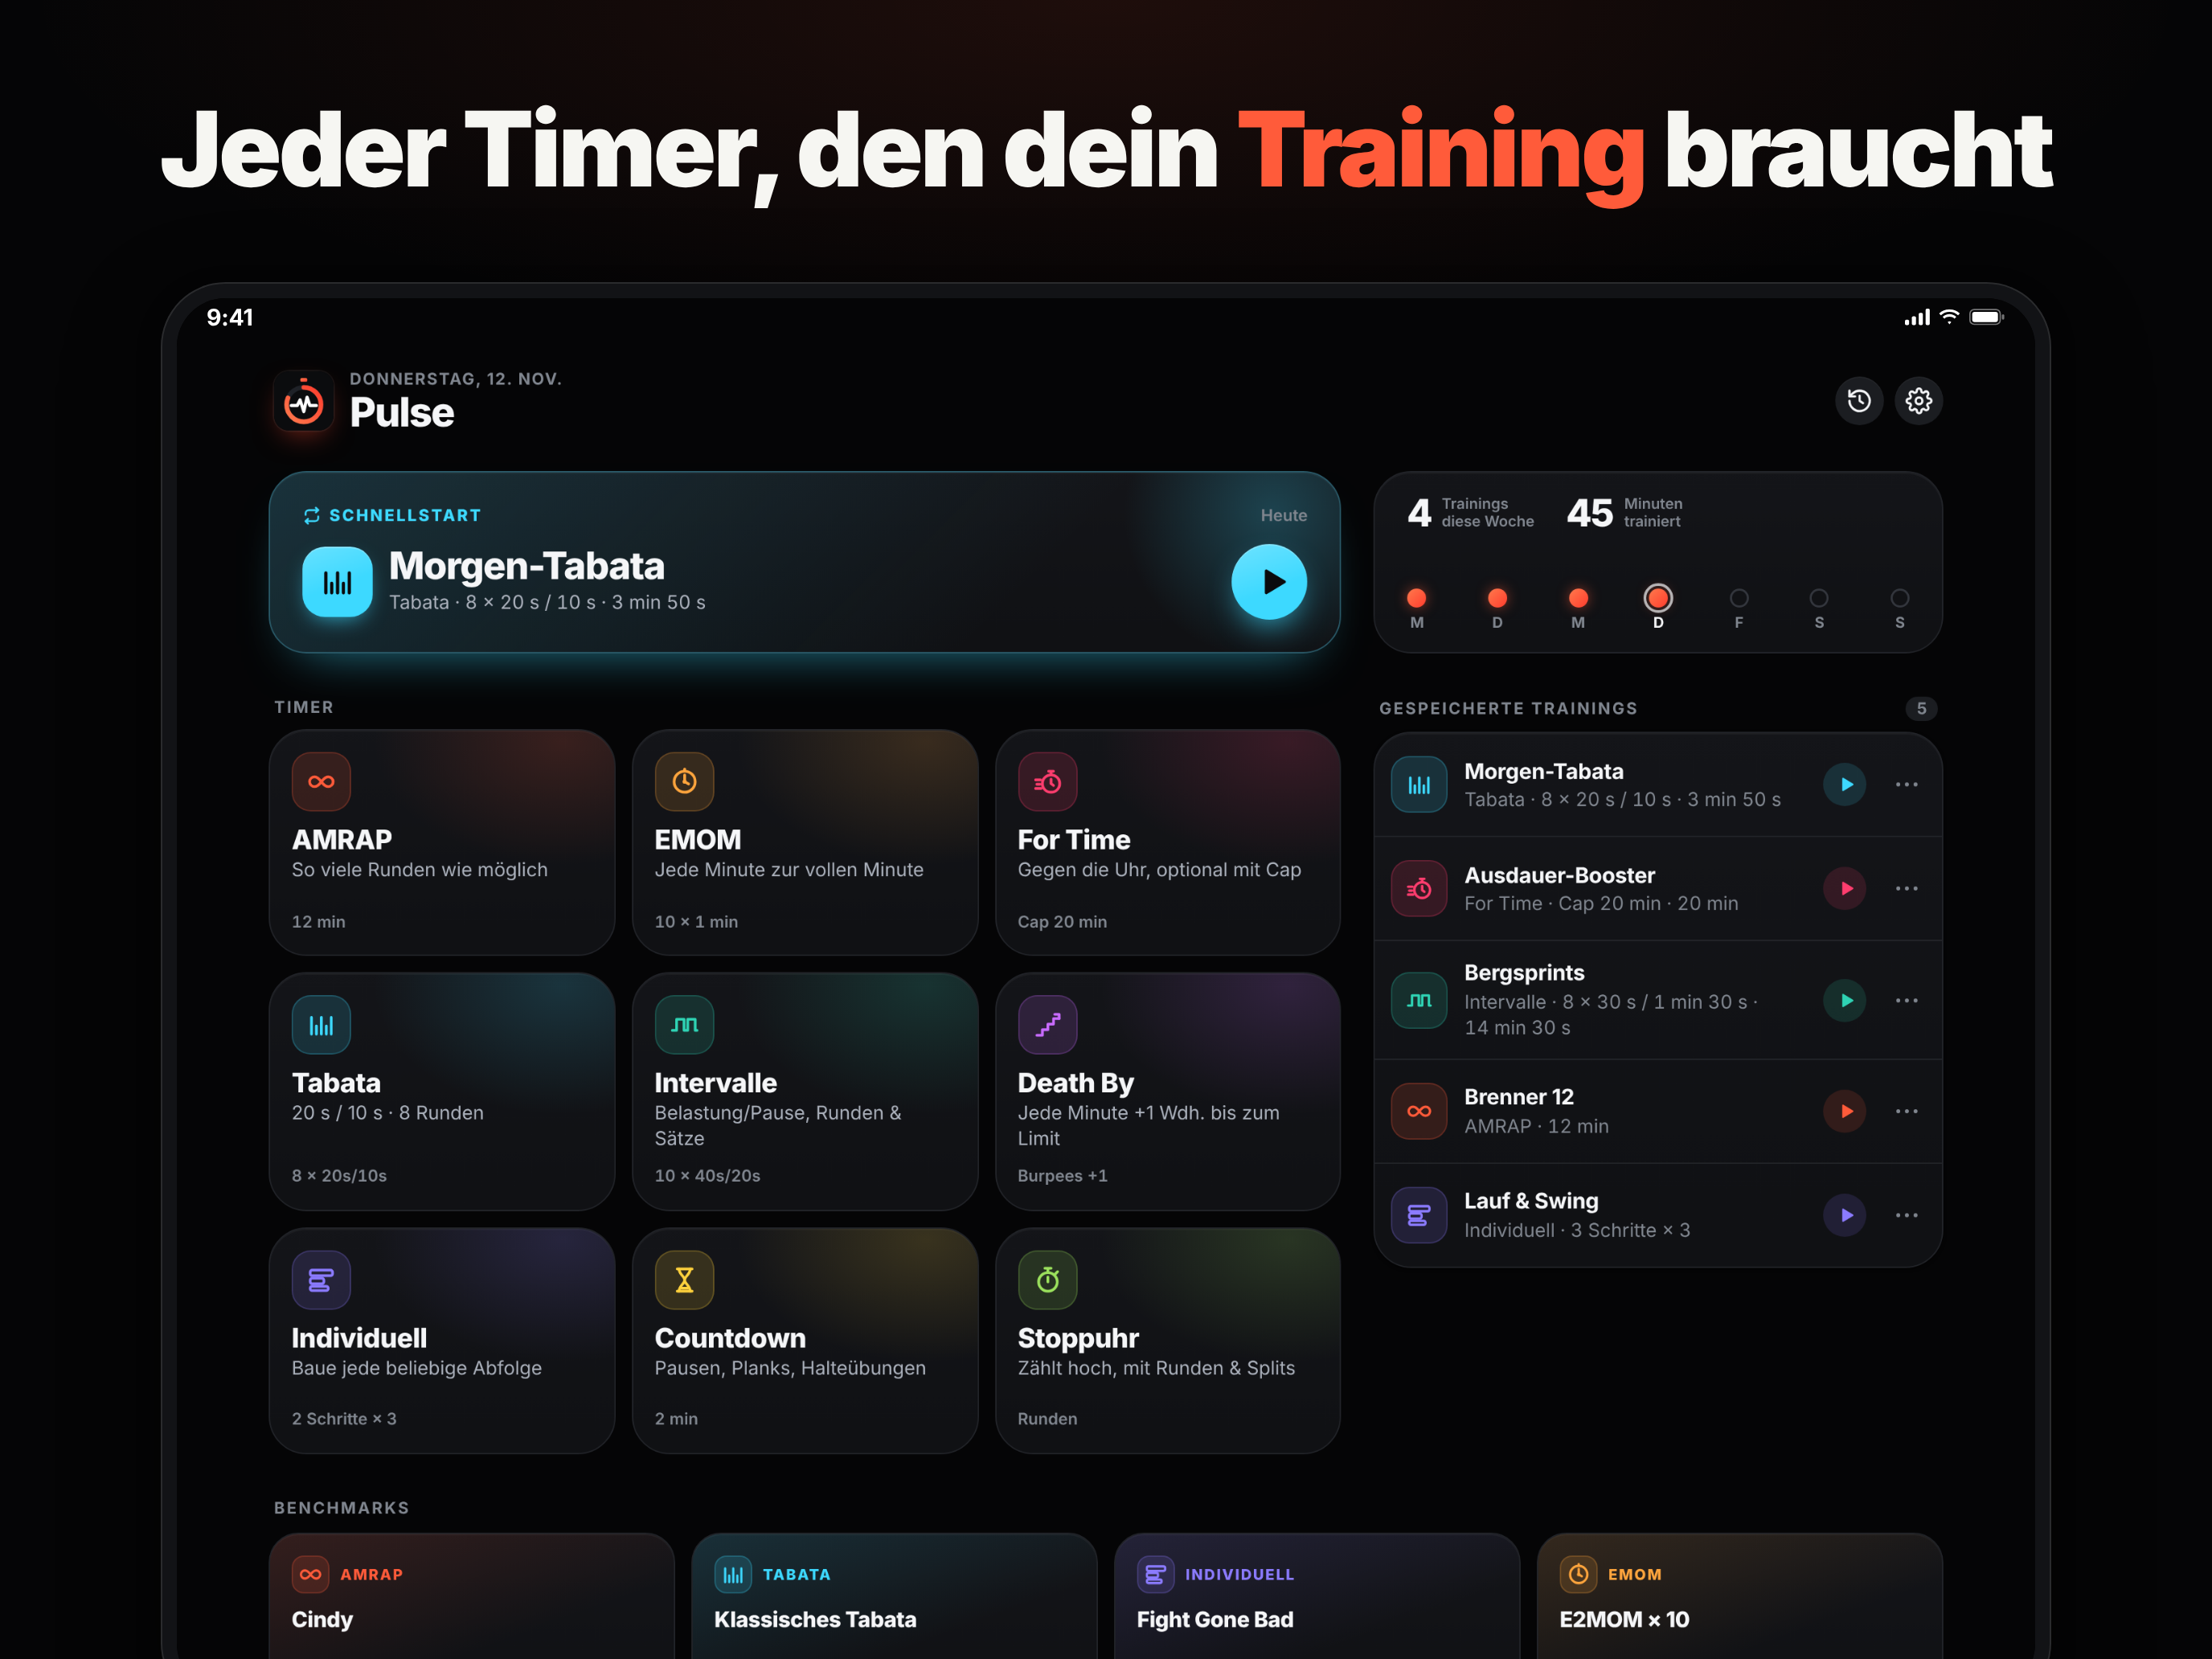 Jeder Timer, den dein Training braucht
9:41
DONNERSTAG, 12. NOV.
Pulse
SCHNELLSTART
Heute
Morgen-Tabata
Tabata · 8 × 20 s / 10 s · 3 min 50 s
4 Trainings diese Woche
45 Minuten trainiert
M D M D F S S
TIMER
AMRAP
So viele Runden wie möglich
12 min
EMOM
Jede Minute zur vollen Minute
10 × 1 min
For Time
Gegen die Uhr, optional mit Cap
Cap 20 min
Tabata
20 s / 10 s · 8 Runden
8 × 20s/10s
Intervalle
Belastung/Pause, Runden &
Sätze
10 × 40s/20s
Death By
Jede Minute +1 Wdh. bis zum
Limit
Burpees +1
Individuell
Baue jede beliebige Abfolge
2 Schritte × 3
Countdown
Pausen, Planks, Halteübungen
2 min
Stoppuhr
Zählt hoch, mit Runden & Splits
Runden
GESPEICHERTE TRAININGS
5
Morgen-Tabata
Tabata · 8 × 20 s / 10 s · 3 min 50 s
Ausdauer-Booster
For Time · Cap 20 min · 20 min
Bergsprints
Intervalle · 8 × 30 s / 1 min 30 s ·
14 min 30 s
Brenner 12
AMRAP · 12 min
Lauf & Swing
Individuell · 3 Schritte × 3
BENCHMARKS
AMRAP
Cindy
TABATA
Klassisches Tabata
INDIVIDUELL
Fight Gone Bad
EMOM
E2MOM × 10